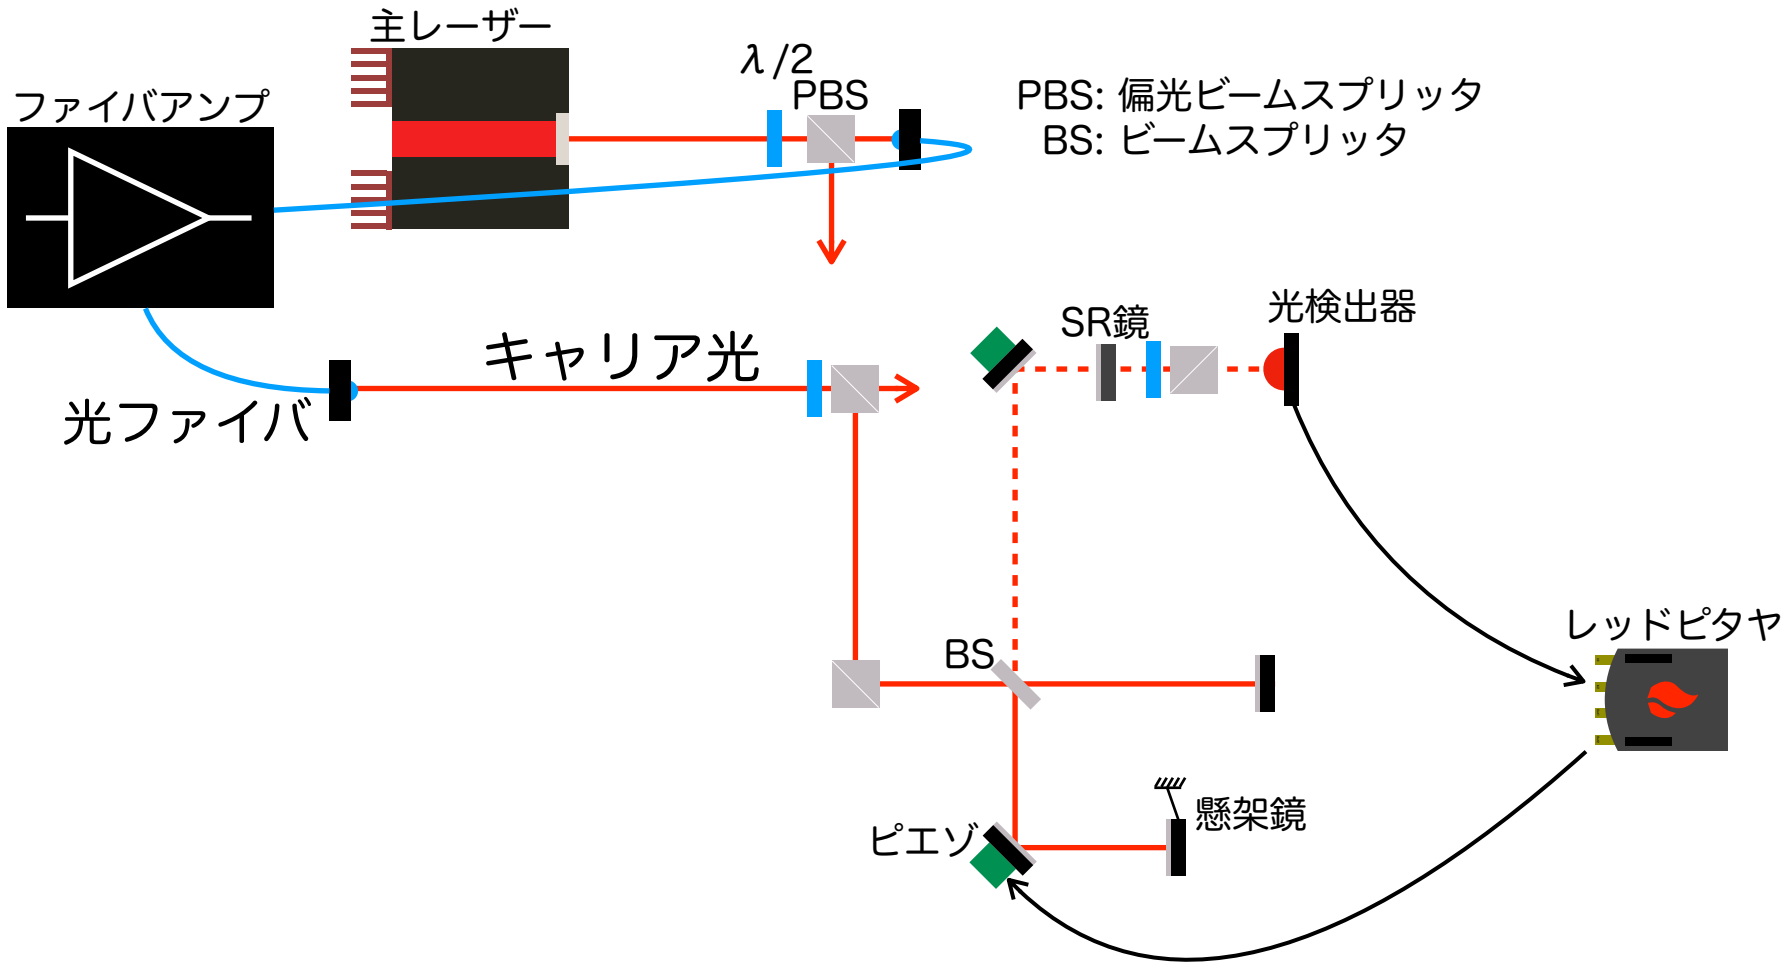 主レーザー
ファイバアンプ
λ/2
PBS
PBS: 偏光ビームスプリッタ
BS: ビームスプリッタ
キャリア光
光ファイバ
SR鏡
光検出器
BS
レッドピタヤ
ピエゾ
懸架鏡